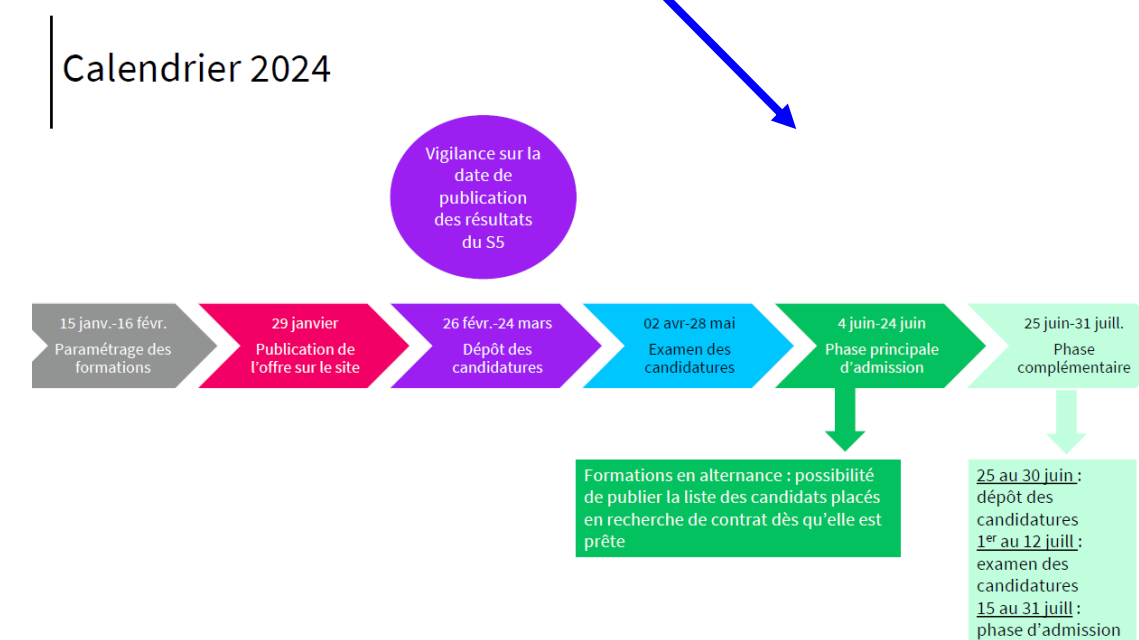 Calendrier 2024
Vigilance sur la
date de
publication
des résultats
du S5
15 janv.-16 févr.
Paramétrage des
formations
29 janvier
Publication de
l'offre sur le site
26 févr.-24 mars
Dépôt des
candidatures
02 avr-28 mai
Examen des
candidatures
4 juin-24 juin
Phase principale
d'admission
25 juin-31 juill.
Phase
complémentaire
Formations en alternance : possibilité
de publier la liste des candidats placés
en recherche de contrat dès qu'elle est
prête
25 au 30 juin :
dépôt des
candidatures
1er au 12 juill :
examen des
candidatures
15 au 31 juill :
phase d'admission